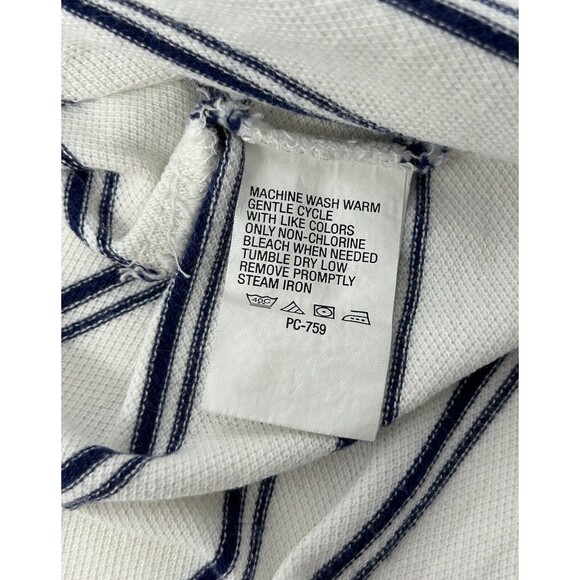 MACHINE WASH WARM
GENTLE CYCLE
WITH LIKE COLORS
ONLY NON-CHLORINE
BLEACH WHEN NEEDED
TUMBLE DRY LOW
REMOVE PROMPTLY
STEAM IRON
40C
PC-759